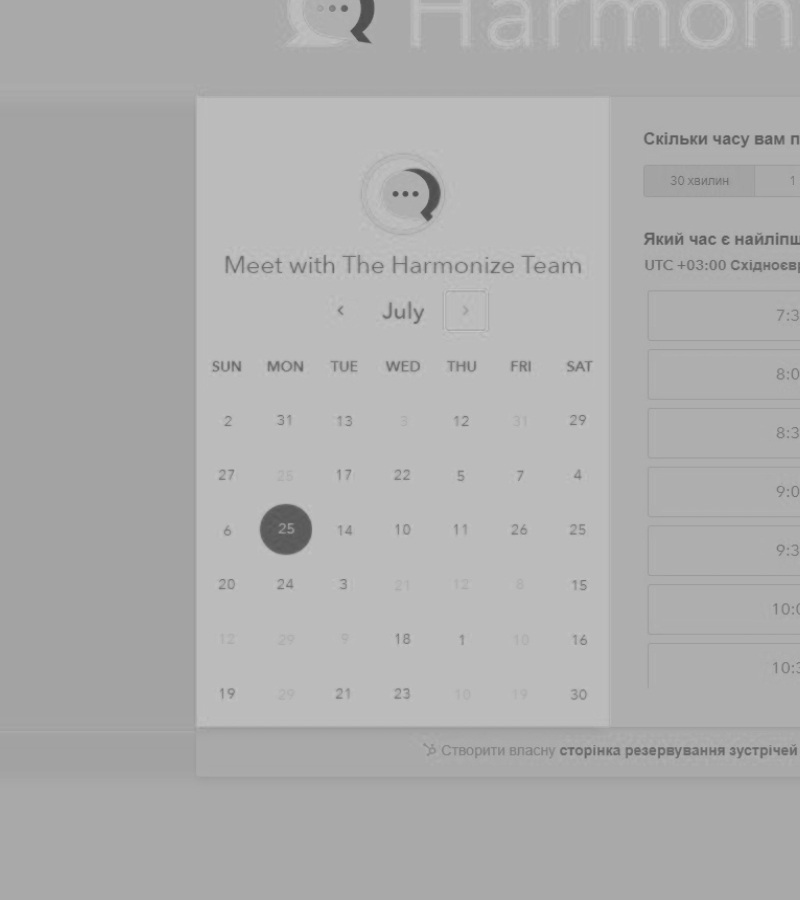 Harmon
Meet with The Harmonize Team
July
SUN MON TUE WED THU FRI SAT
2 31 13 3 12 31 29
27 25 17 22 5 7 4
6 25 14 10 11 26 25
20 24 3 21 12 8 15
12 29 9 18 1 10 16
19 29 21 23 10 19 30
Скільки часу вам п
30 хвилин 1
Який час є найліпш
UTC +03:00 Східноєвр
7:3
8:0
8:3
9:0
9:3
10:0
10:3
Створити власну сторінка резервування зустрічей